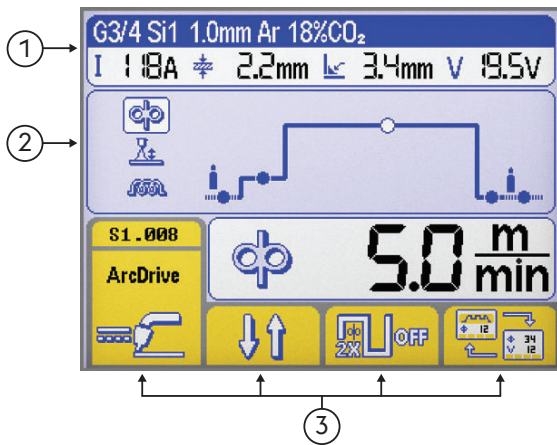 G3/4 Si1 1.0mm Ar 18%CO₂
I 118A 2.2mm 3.4mm V 19.5V
1
2
S1.008
ArcDrive
5.0 m/min
2X OFF
Φ 12
Φ 34
V 12
3